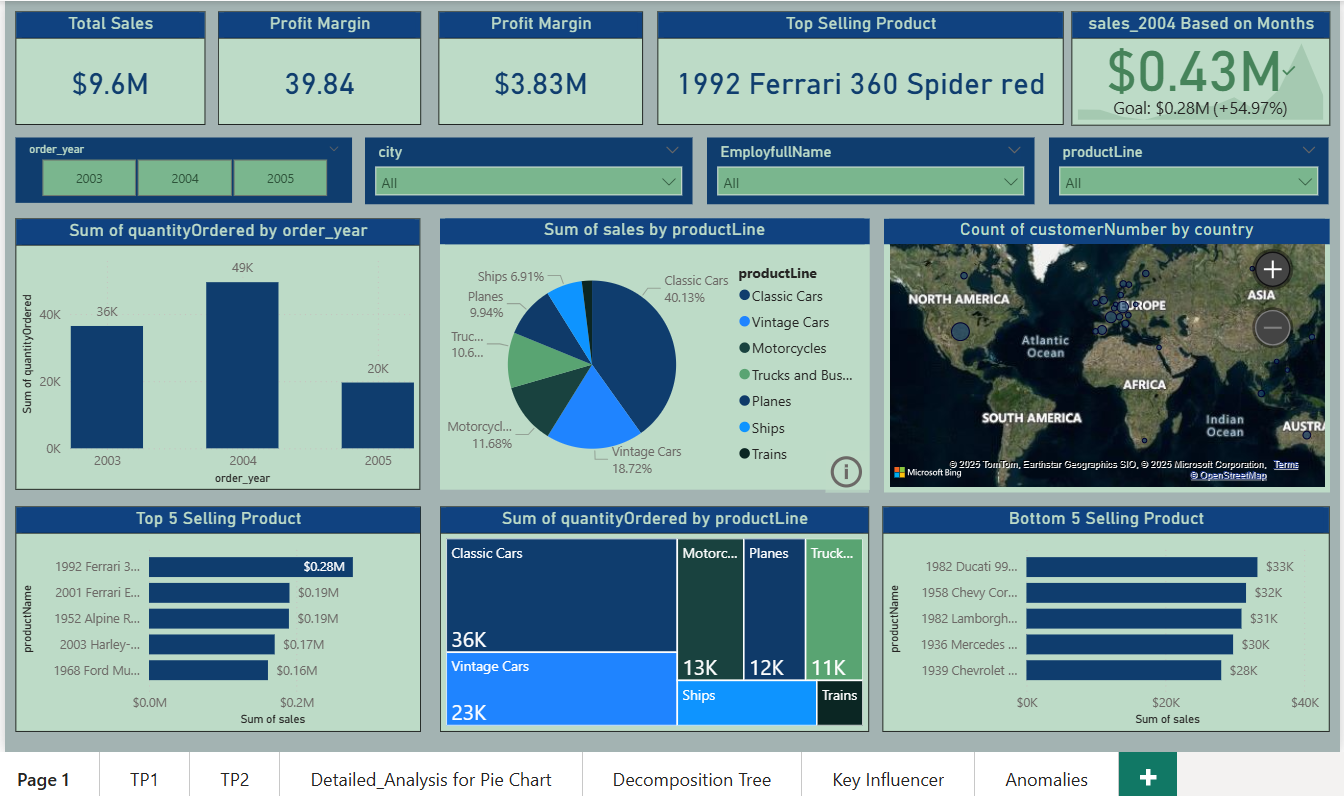 Total Sales
$9.6M
Profit Margin
39.84
Profit Margin
$3.83M
Top Selling Product
1992 Ferrari 360 Spider red
sales_2004 Based on Months
$0.43M
Goal: $0.28M (+54.97%)
order_year
2003
2004
2005
city
All
EmployfullName
All
productLine
All
Sum of quantityOrdered by order_year
Sum of quantityOrdered
40K
20K
0K
36K
49K
20K
2003
2004
2005
order_year
Sum of sales by productLine
Ships 6.91%
Planes
9.94%
Truc...
10.6...
Motorcycl...
11.68%
Classic Cars
40.13%
Vintage Cars
18.72%
productLine
Classic Cars
Vintage Cars
Motorcycles
Trucks and Bus...
Planes
Ships
Trains
Count of customerNumber by country
NORTH AMERICA
ASIA
Atlantic
Ocean
AFRICA
SOUTH AMERICA
Indian
Ocean
Microsoft Bing
© 2025 TomTom, Earthstar Geographics SIO, © 2025 Microsoft Corporation, Terms
© OpenStreetMap
Top 5 Selling Product
productName
1992 Ferrari 3...
$0.28M
2001 Ferrari E...
$0.19M
1952 Alpine R...
$0.19M
2003 Harley-...
$0.17M
1968 Ford Mu...
$0.16M
$0.0M
$0.2M
Sum of sales
Sum of quantityOrdered by productLine
Classic Cars
36K
Vintage Cars
23K
Motorc...
13K
Planes
12K
Truck...
11K
Ships
Trains
Bottom 5 Selling Product
productName
1982 Ducati 99...
$33K
1958 Chevy Cor...
$32K
1982 Lamborgh...
$31K
1936 Mercedes ...
$30K
1939 Chevrolet ...
$28K
$0K
$20K
$40K
Sum of sales
Page 1
TP1
TP2
Detailed_Analysis for Pie Chart
Decomposition Tree
Key Influencer
Anomalies